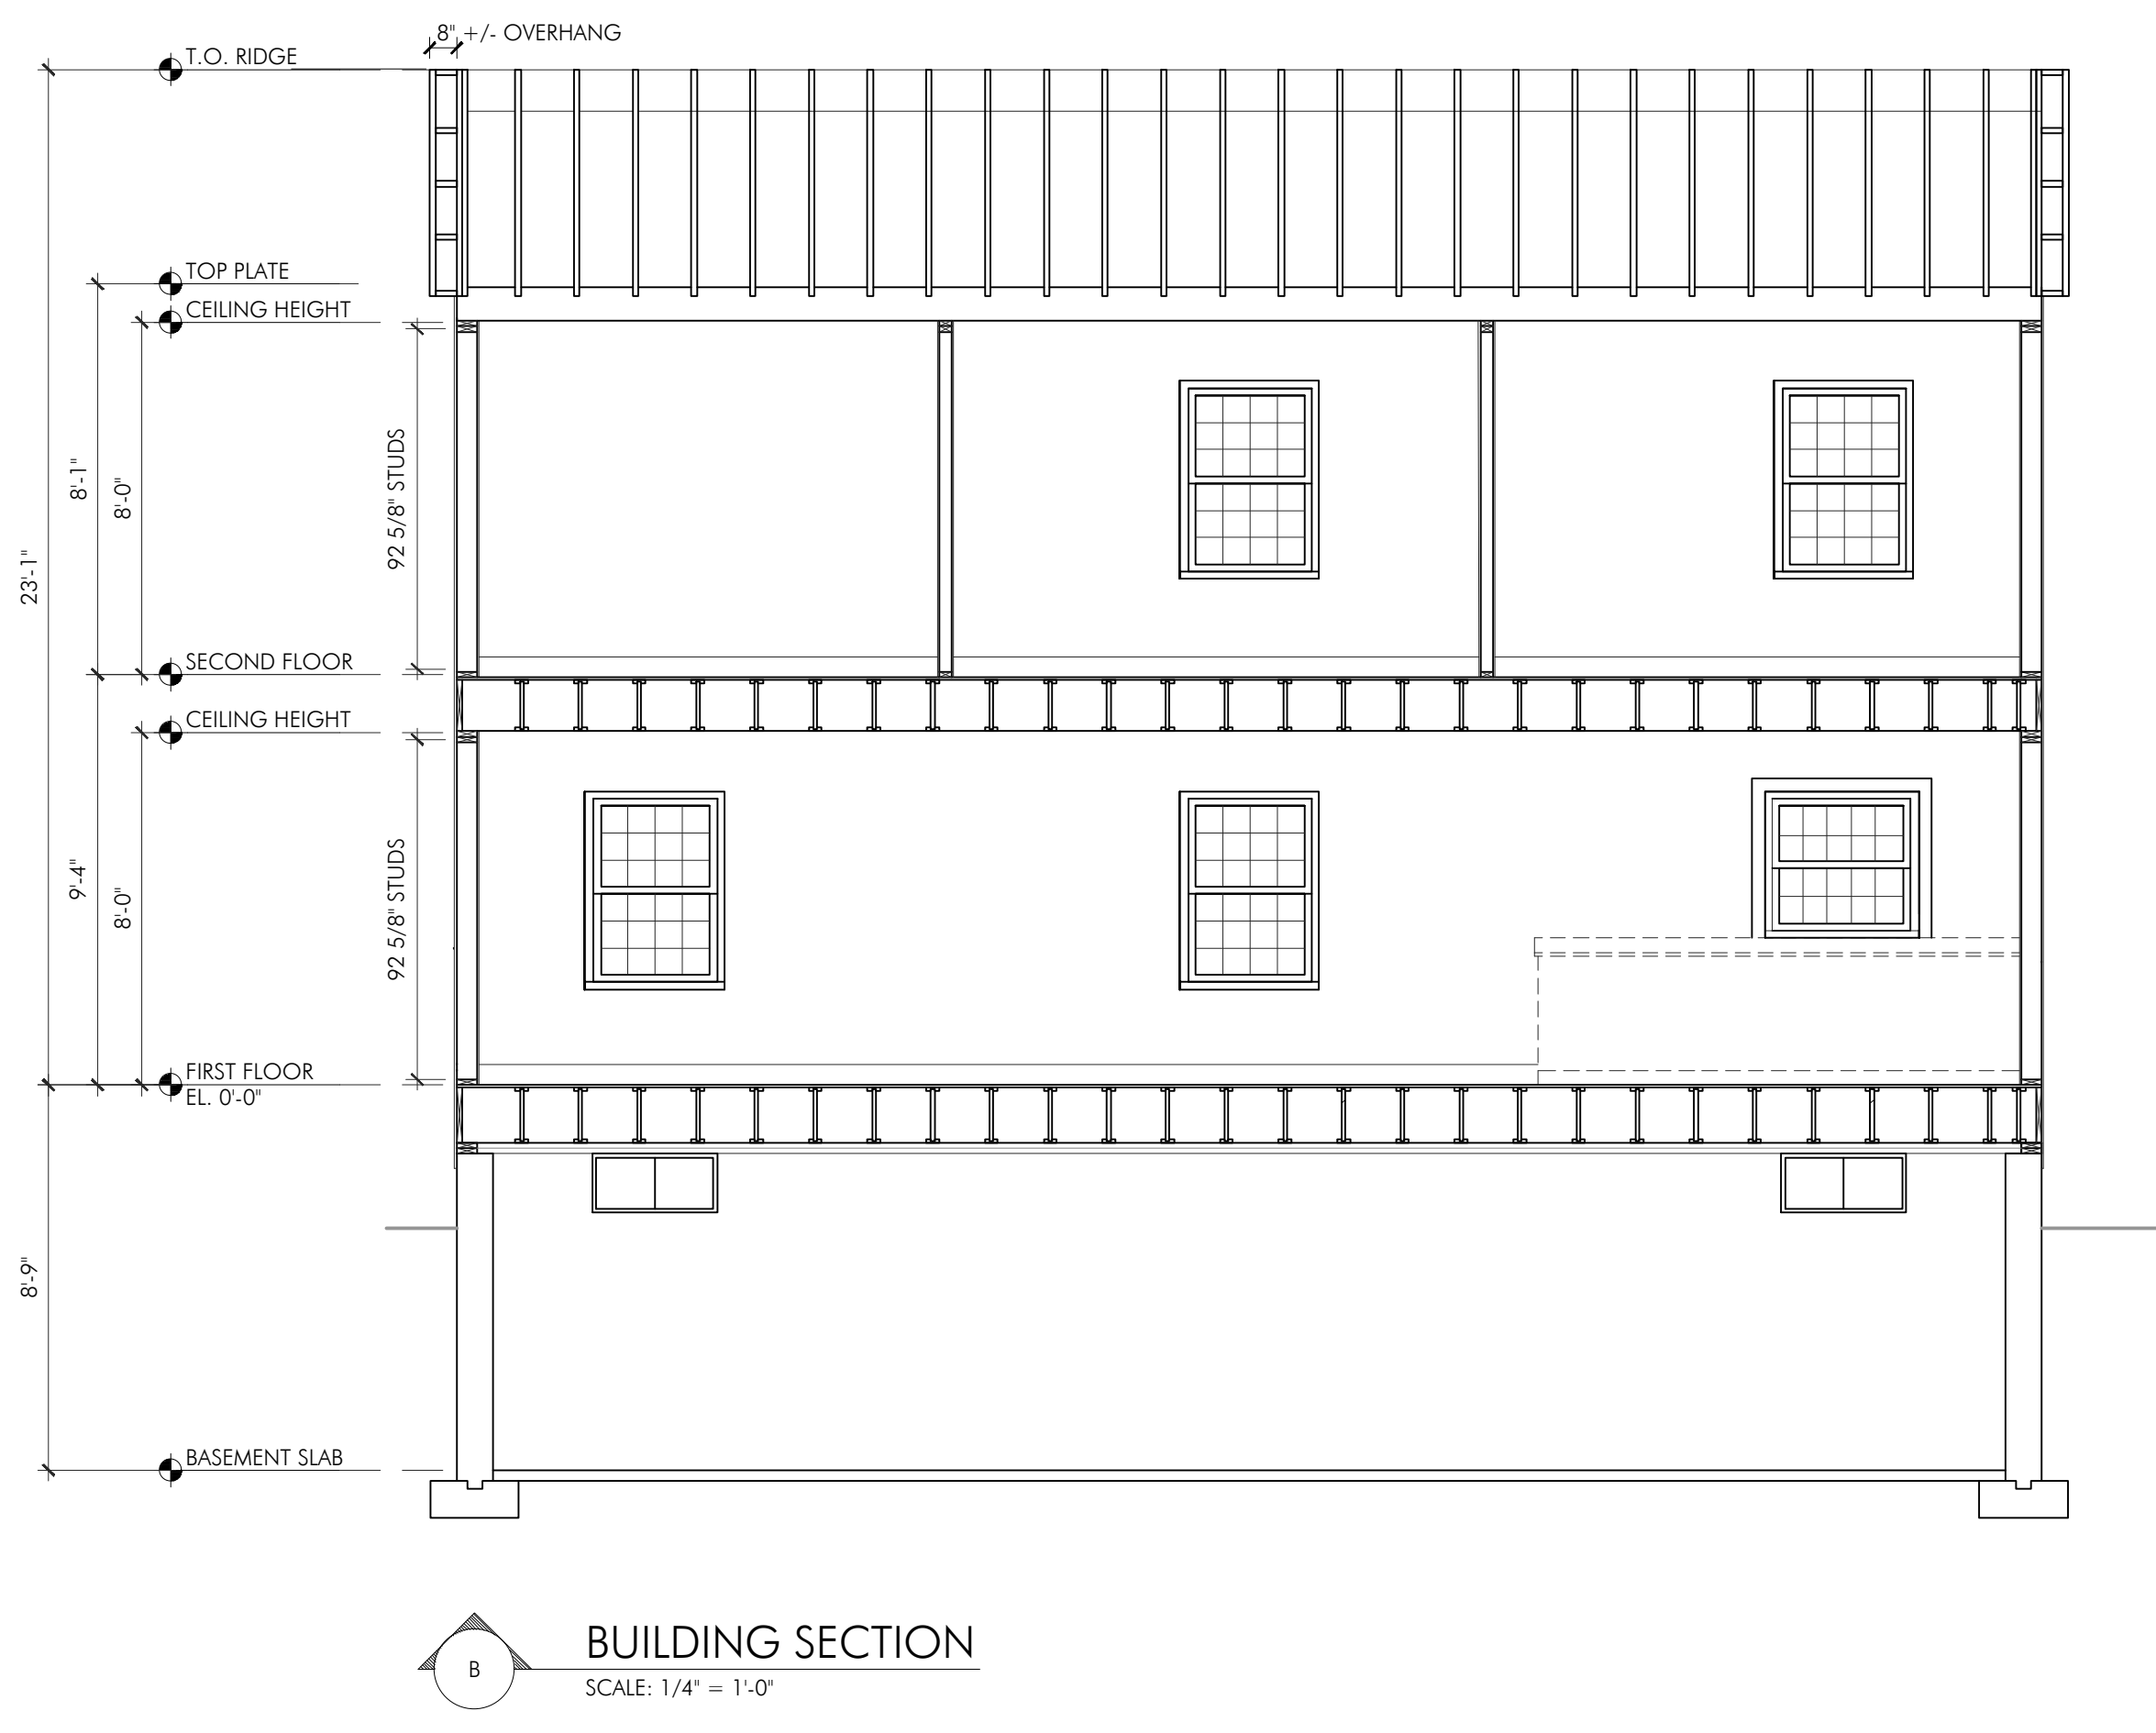 8" +/- OVERHANG
T.O. RIDGE
TOP PLATE
CEILING HEIGHT
8'-1"
8'-0"
92 5/8" STUDS
23'-1"
SECOND FLOOR
CEILING HEIGHT
9'-4"
8'-0"
92 5/8" STUDS
FIRST FLOOR
EL. 0'-0"
8'-9"
BASEMENT SLAB
B
BUILDING SECTION
SCALE: 1/4" = 1'-0"